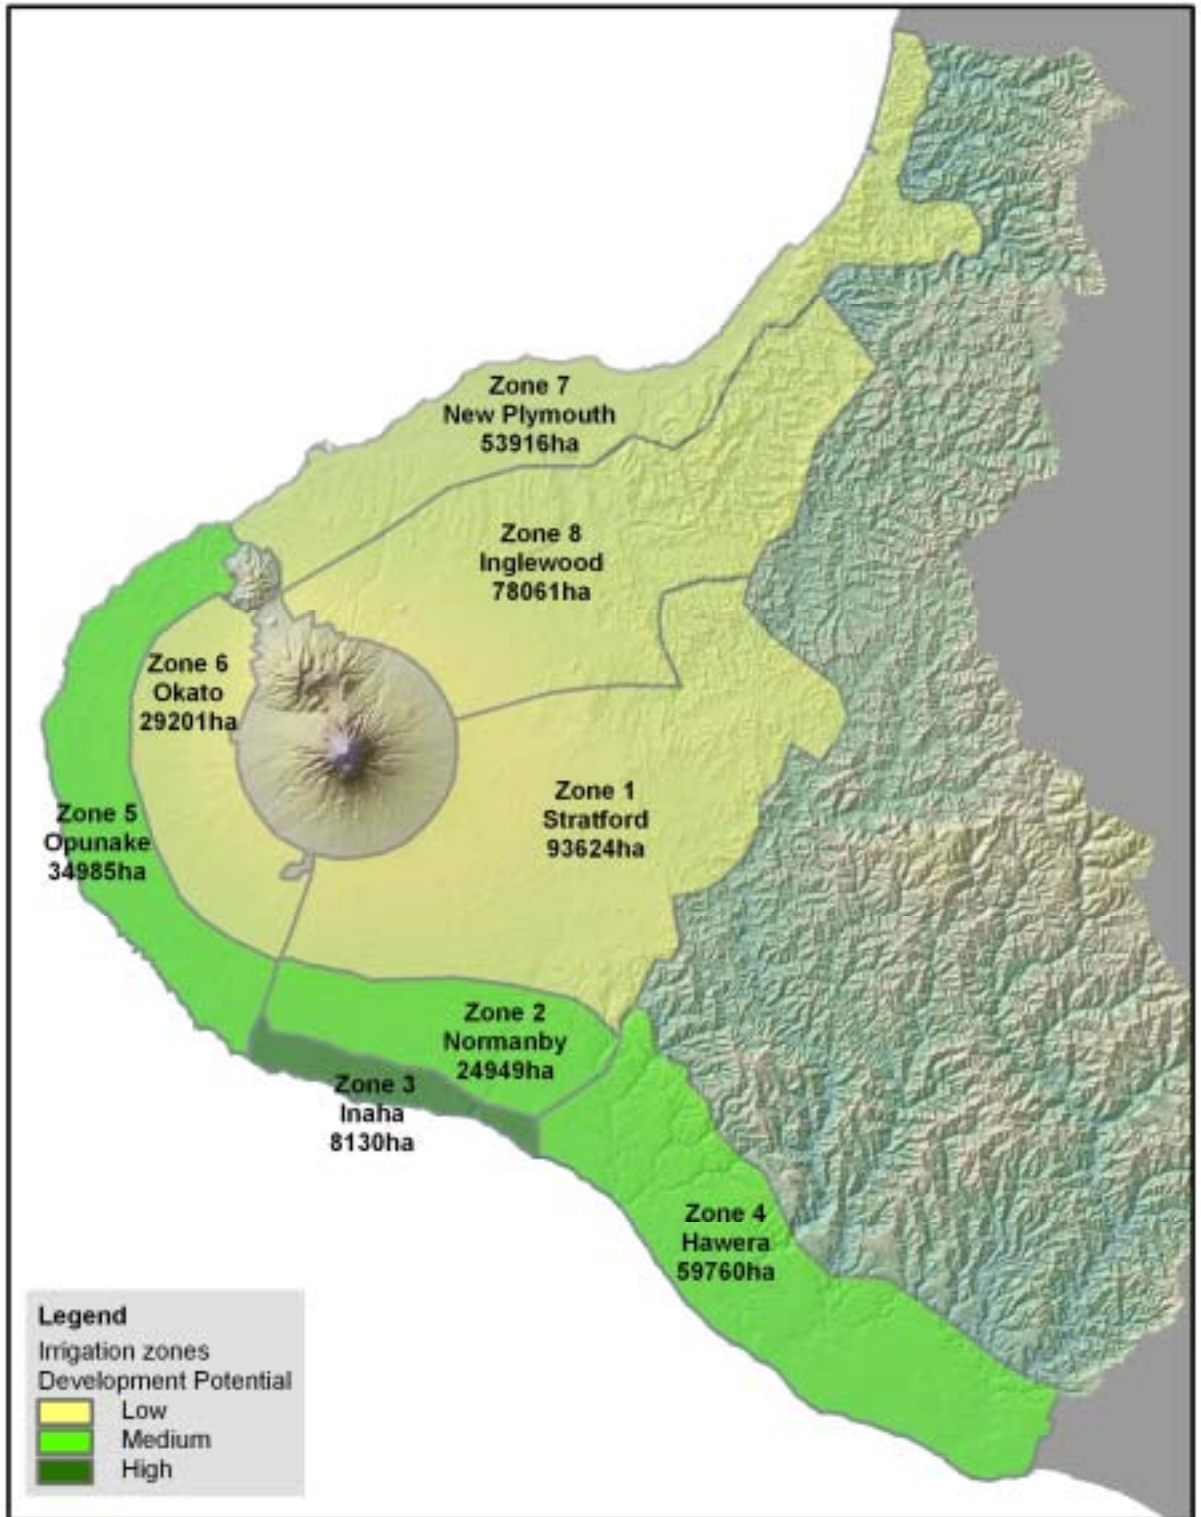 Zone 7
New Plymouth
53916ha
Zone 8
Inglewood
78061ha
Zone 6
Okato
29201ha
Zone 5
Opunake
34985ha
Zone 1
Stratford
93624ha
Zone 2
Normanby
24949ha
Zone 3
Inaha
8130ha
Zone 4
Hawera
59760ha
Legend
Irrigation zones
Development Potential
Low
Medium
High